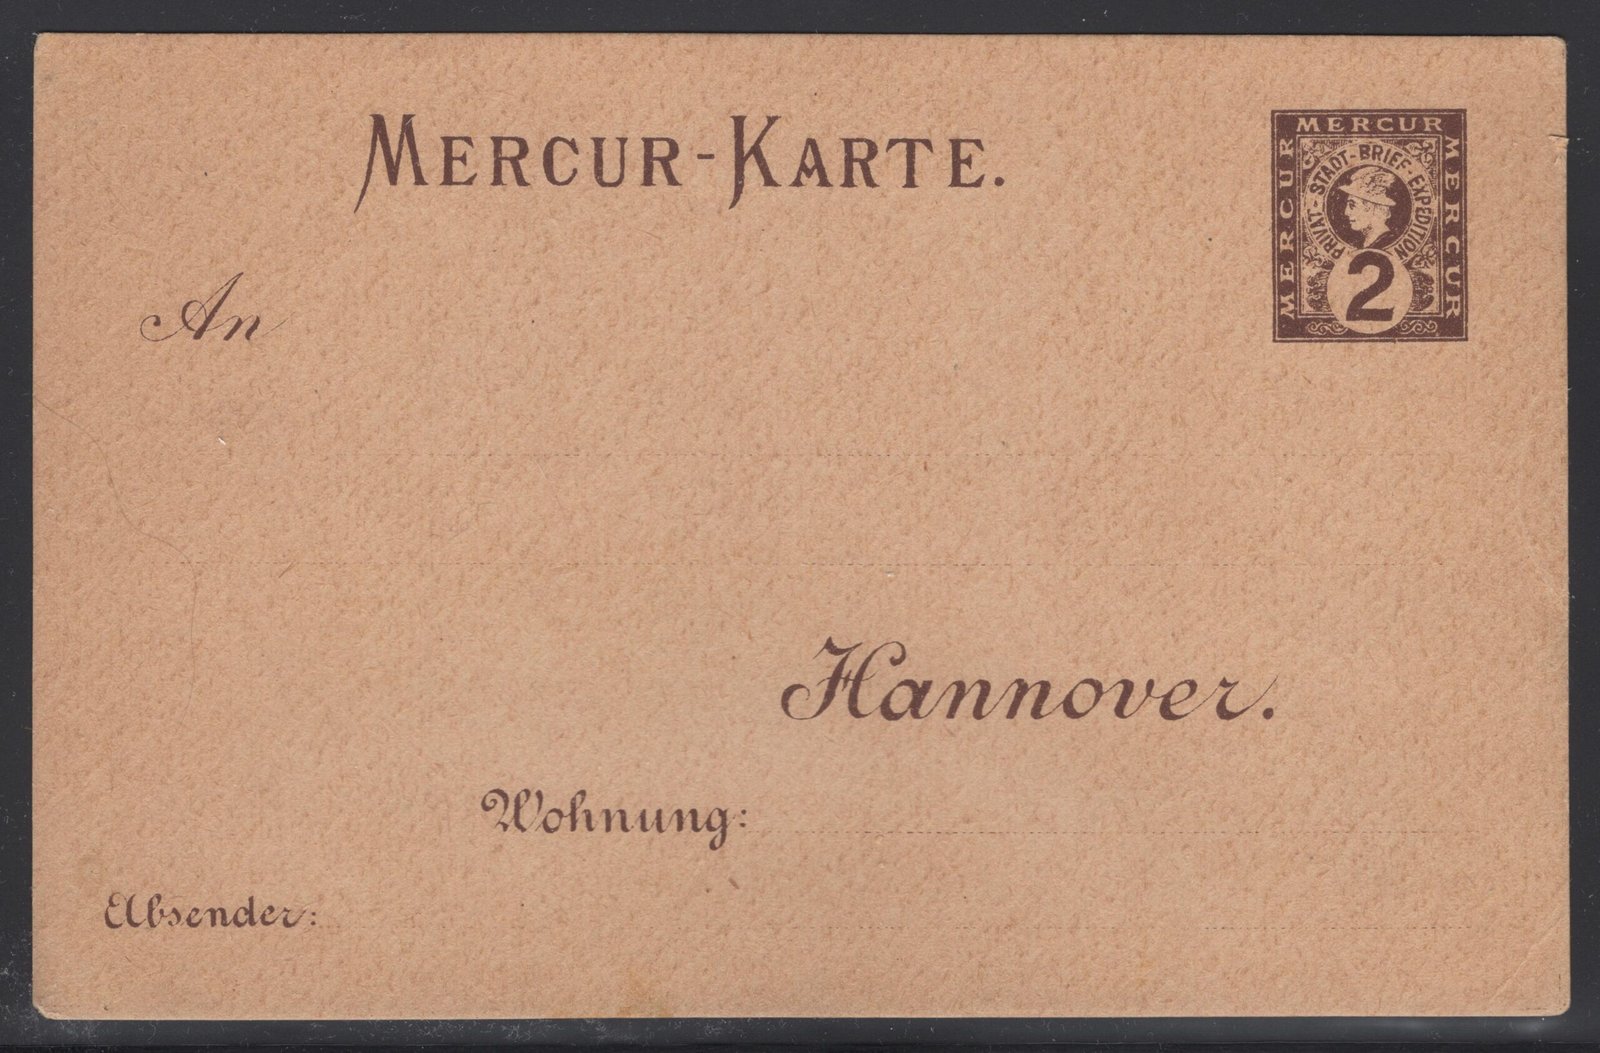 MERCUR-KARTE.
MERCUR
MERCUR
MERCUR
PRIVAT-STADT-BRIEF-EXPEDITION
2
An
Hannover.
Wohnung:
Absender: